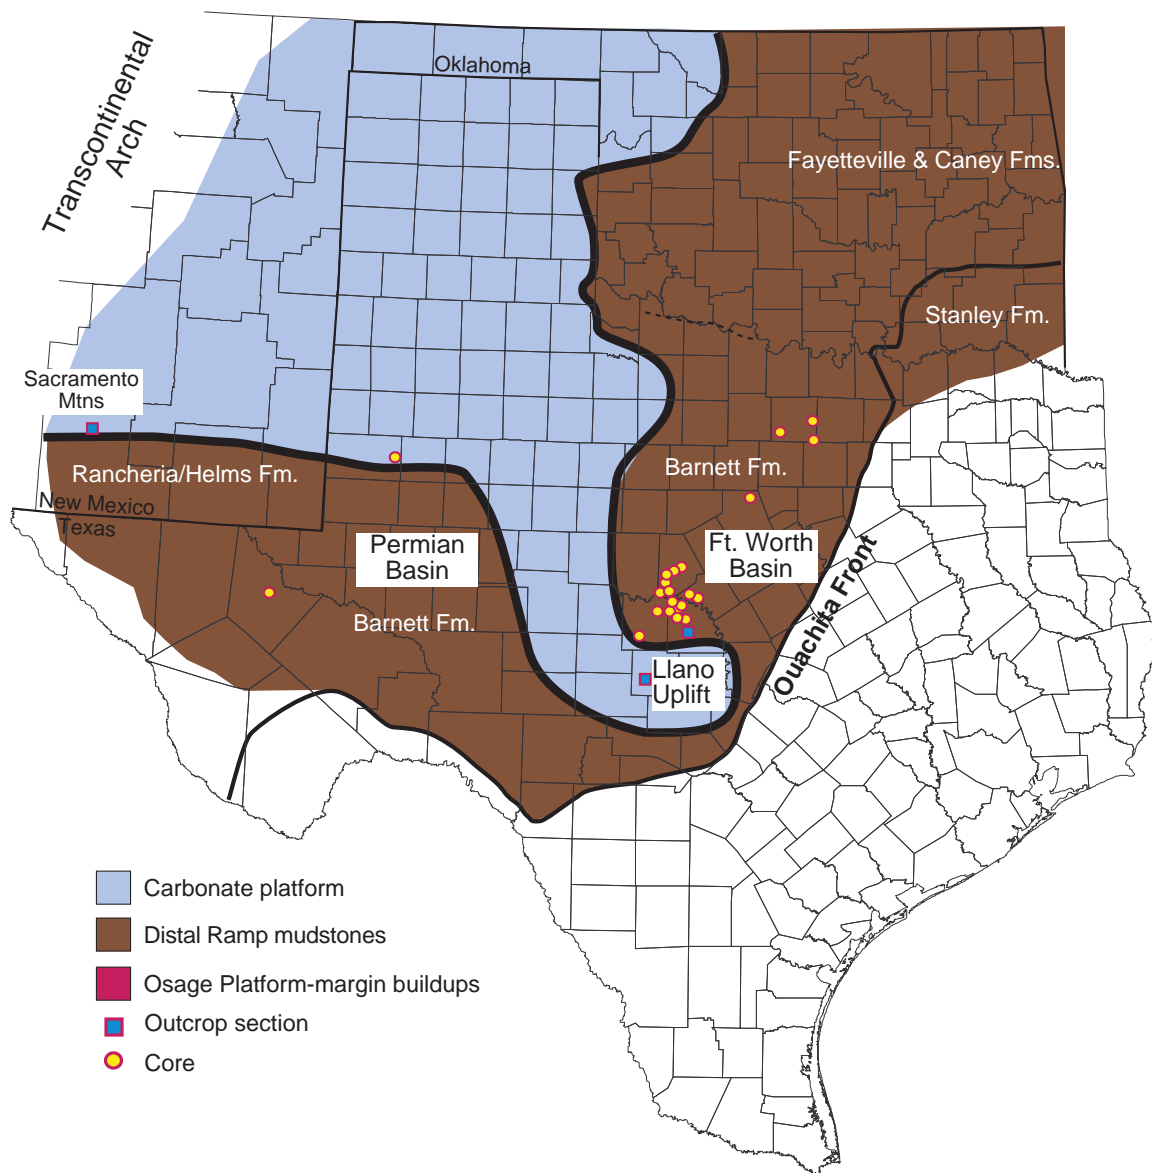 Transcontinental
Arch
Oklahoma
Fayetteville & Caney Fms.
Stanley Fm.
Sacramento
Mtns
Rancheria/Helms Fm.
New Mexico
Texas
Barnett Fm.
Permian
Basin
Ft. Worth
Basin
Barnett Fm.
Ouachita Front
Llano
Uplift
Carbonate platform
Distal Ramp mudstones
Osage Platform-margin buildups
Outcrop section
Core